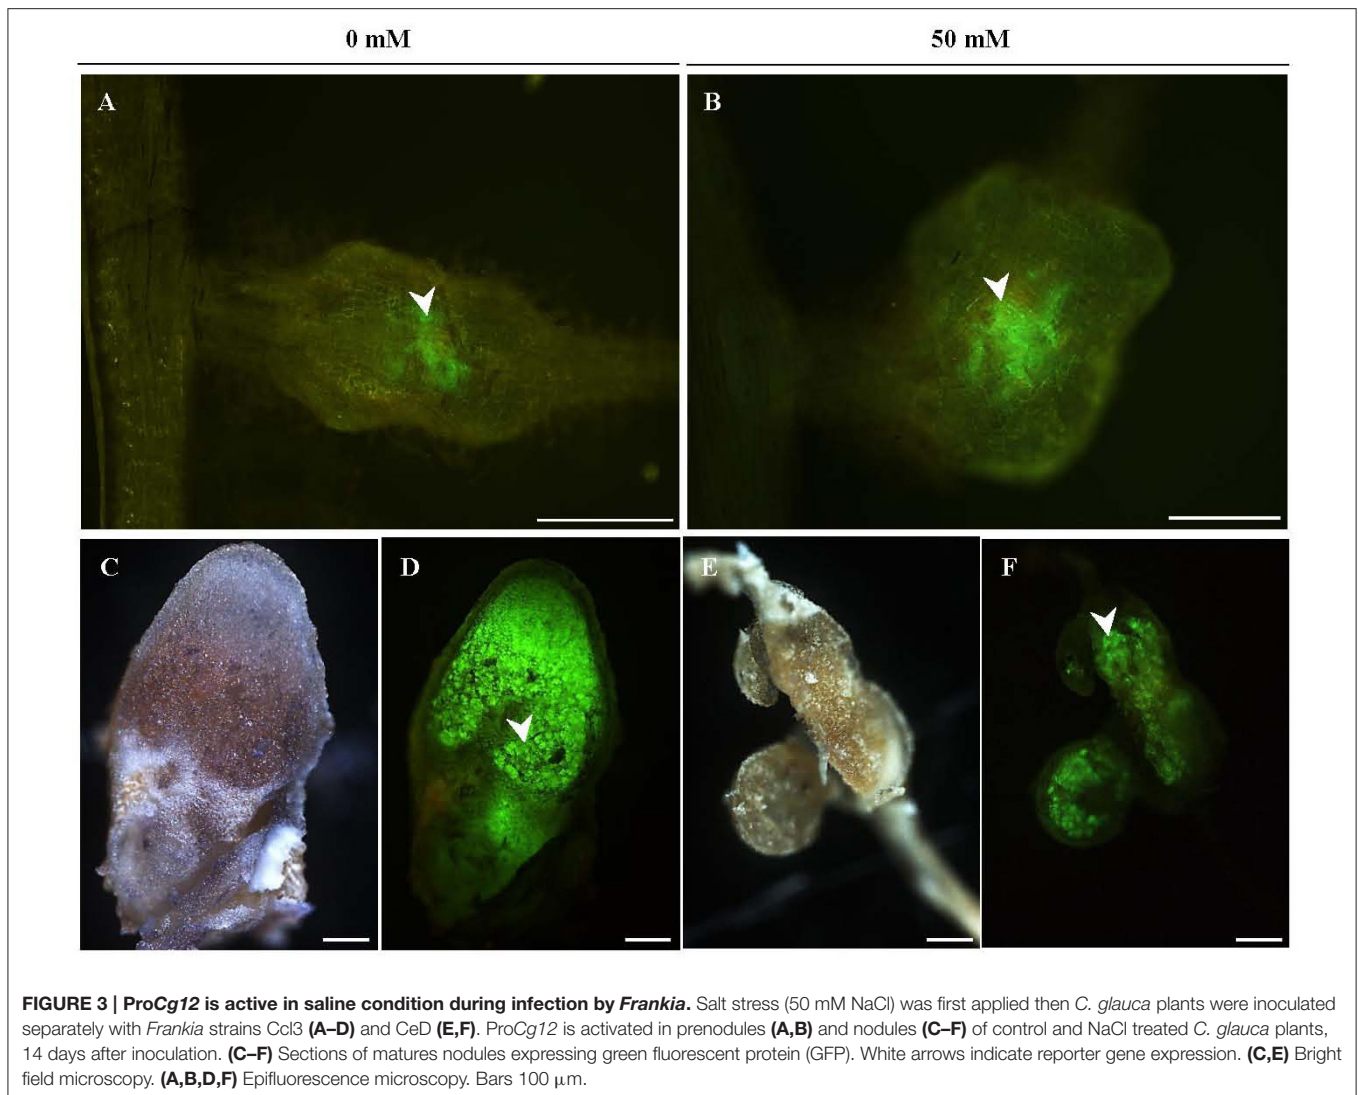 0 mM
50 mM
A
B
C
D
E
F
FIGURE 3 | ProCg12 is active in saline condition during infection by Frankia. Salt stress (50 mM NaCl) was first applied then C. glauca plants were inoculated
separately with Frankia strains CcI3 (A–D) and CeD (E,F). ProCg12 is activated in prenodules (A,B) and nodules (C–F) of control and NaCl treated C. glauca plants,
14 days after inoculation. (C–F) Sections of matures nodules expressing green fluorescent protein (GFP). White arrows indicate reporter gene expression. (C,E) Bright
field microscopy. (A,B,D,F) Epifluorescence microscopy. Bars 100 μm.